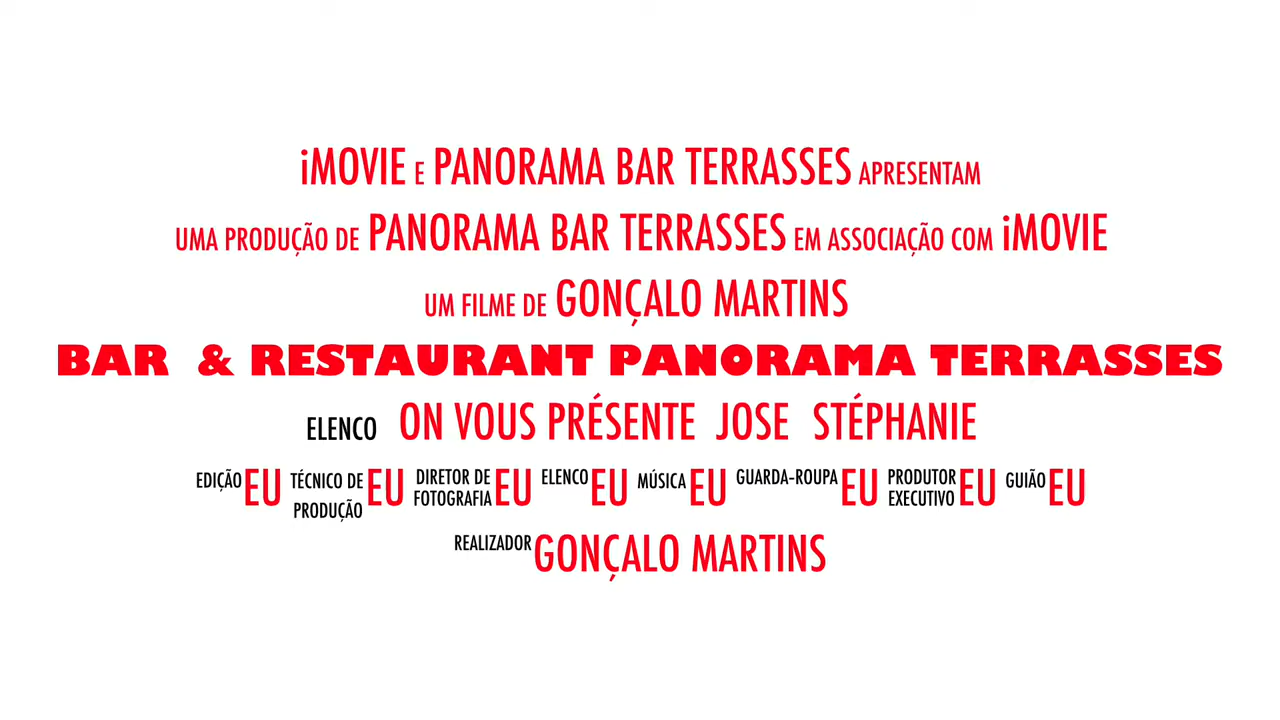 iMOVIE E PANORAMA BAR TERRASSES APRESENTAM
UMA PRODUÇÃO DE PANORAMA BAR TERRASSES EM ASSOCIAÇÃO COM iMOVIE
UM FILME DE GONÇALO MARTINS
BAR & RESTAURANT PANORAMA TERRASSES
ELENCO ON VOUS PRÉSENTE JOSE STÉPHANIE
EDIÇÃO EU TÉCNICO DE PRODUÇÃO EU DIRETOR DE FOTOGRAFIA EU ELENCO EU MÚSICA EU GUARDA-ROUPA EU PRODUTOR EXECUTIVO EU GUIÃO EU
REALIZADOR GONÇALO MARTINS